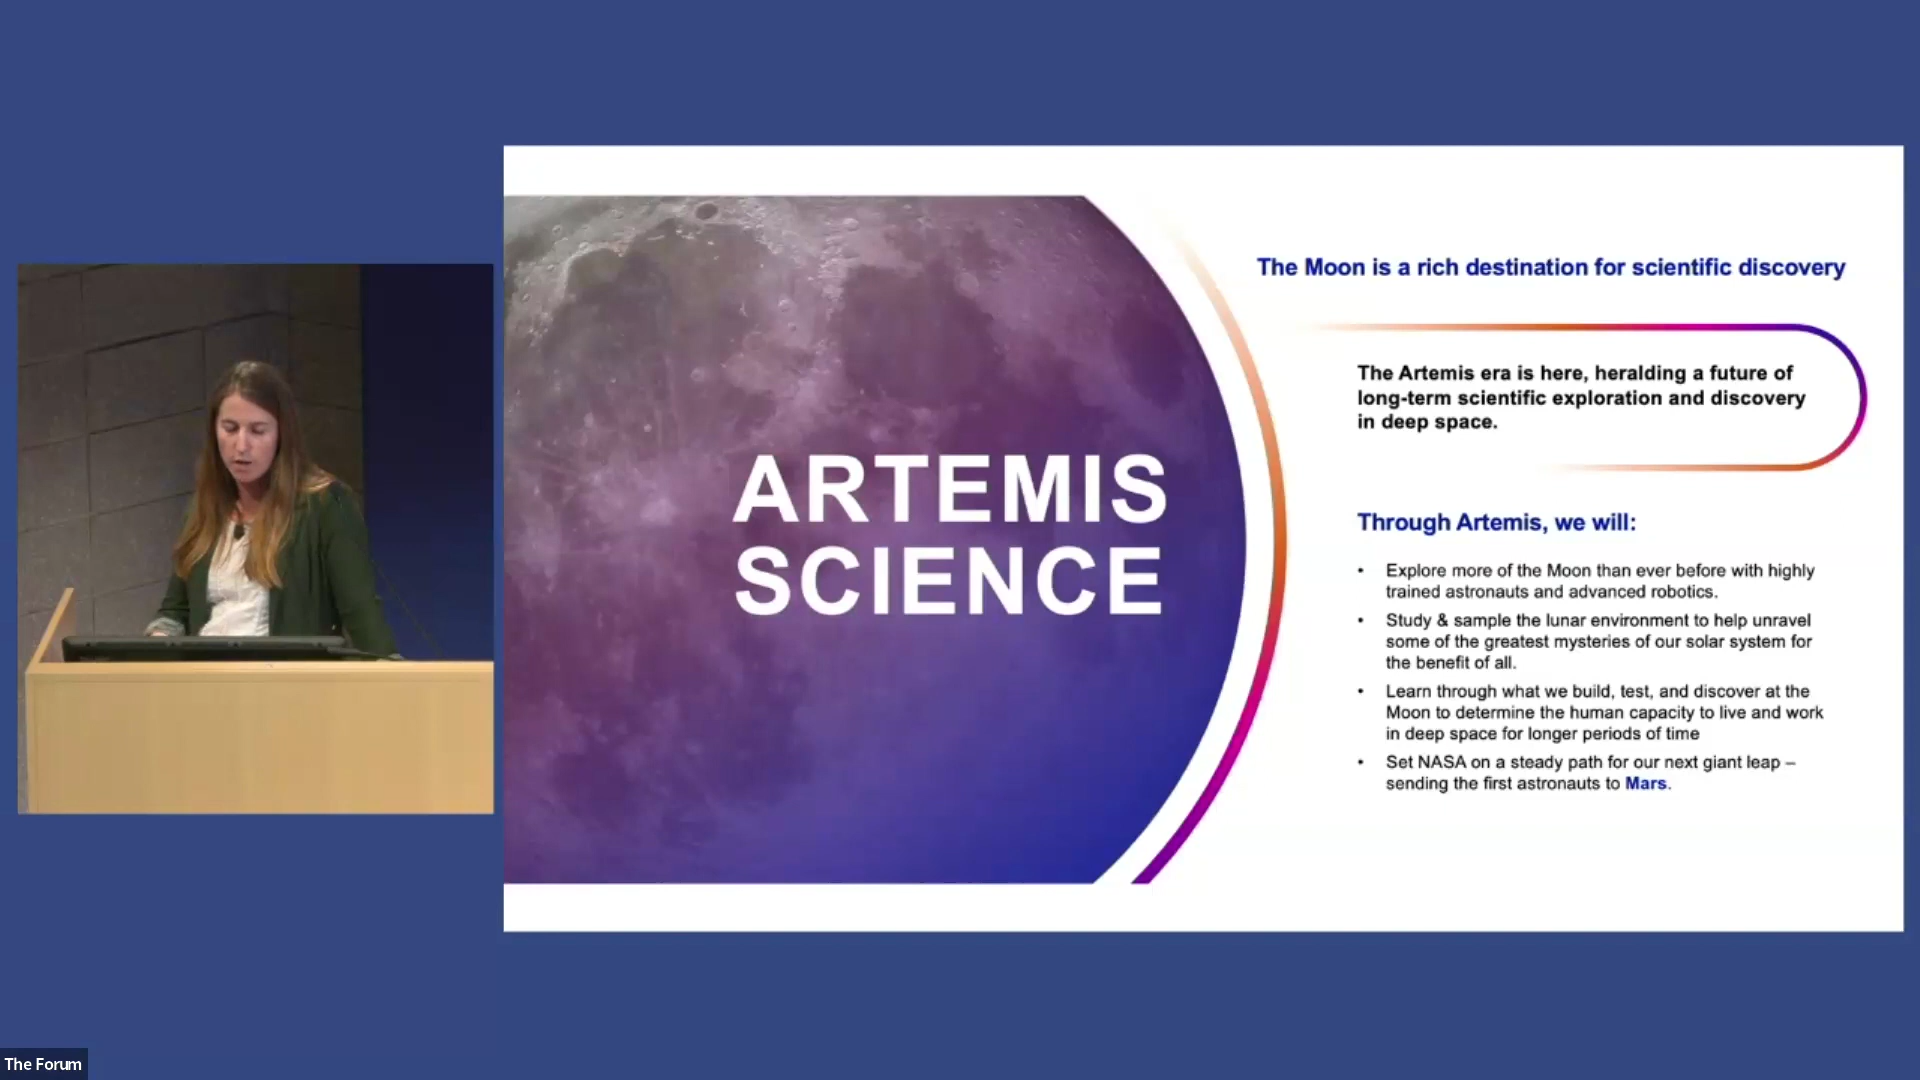 The Moon is a rich destination for scientific discovery
The Artemis era is here, heralding a future of
long-term scientific exploration and discovery
in deep space.
ARTEMIS
SCIENCE
Through Artemis, we will:
• Explore more of the Moon than ever before with highly
trained astronauts and advanced robotics.
• Study & sample the lunar environment to help unravel
some of the greatest mysteries of our solar system for
the benefit of all.
• Learn through what we build, test, and discover at the
Moon to determine the human capacity to live and work
in deep space for longer periods of time
• Set NASA on a steady path for our next giant leap –
sending the first astronauts to Mars.
The Forum